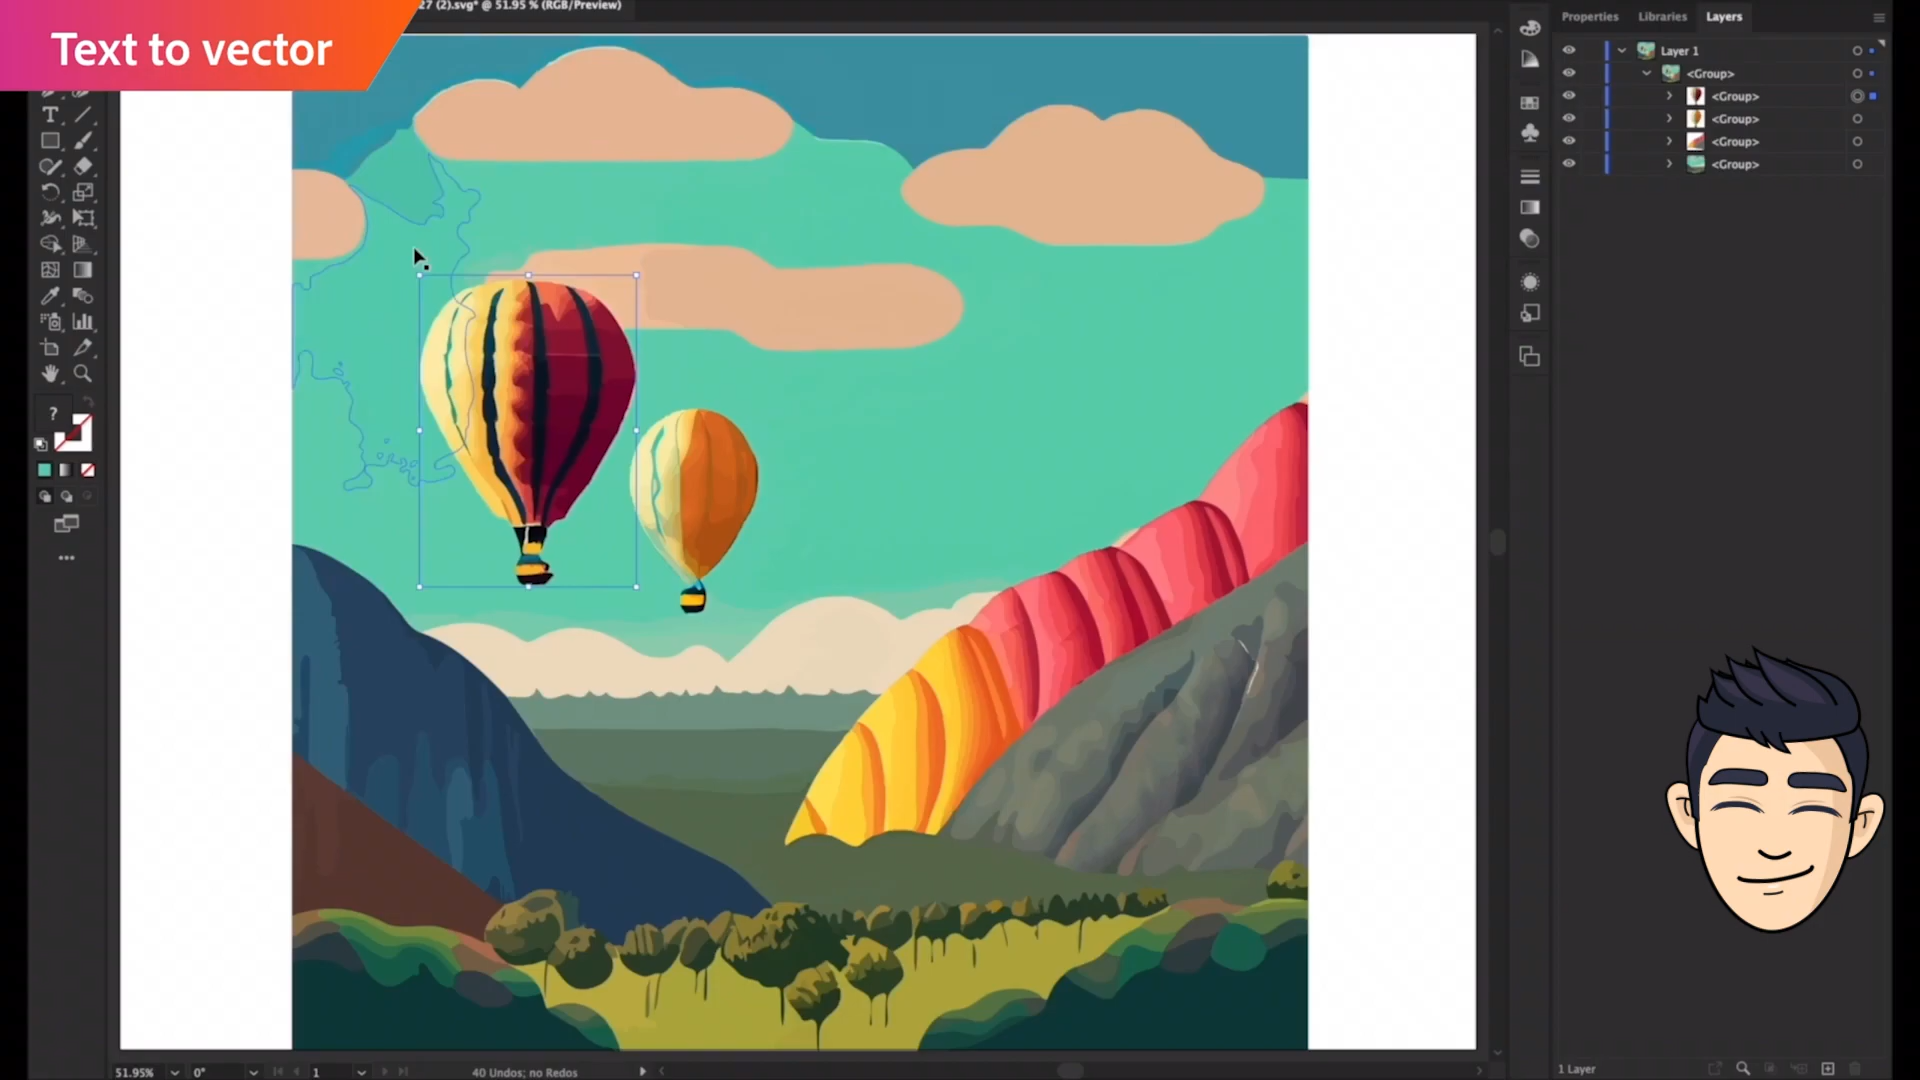 27 (2).svg* @ 51.95 % (RGB/Preview)
Text to vector
Properties Libraries Layers
Layer 1
<Group>
<Group>
<Group>
<Group>
<Group>
T
?
51.95% 0° 1 40 Undos; no Redos
1 Layer